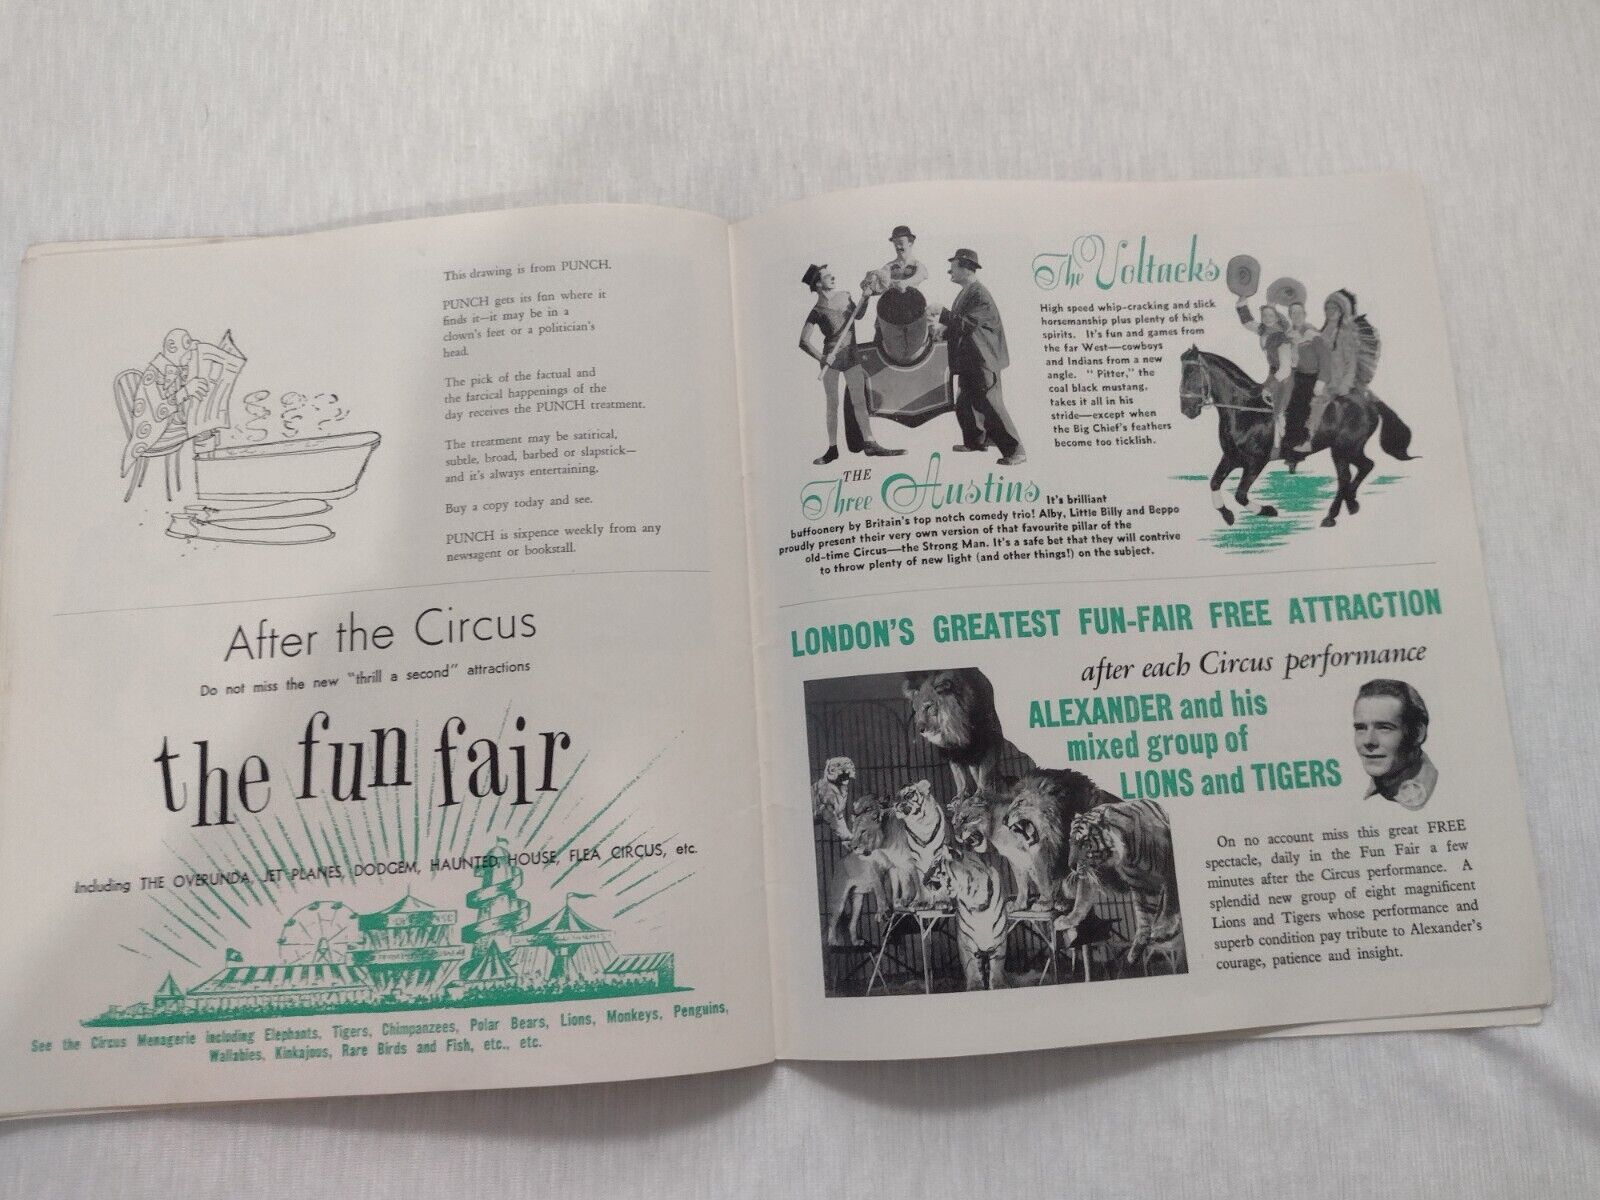 This drawing is from PUNCH.
PUNCH gets its fun where it
finds it—it may be in a
clown's feet or a politician's
head.
The pick of the factual and
the farcical happenings of the
day receives the PUNCH treatment.
The treatment may be satirical,
subtle, broad, barbed or slapstick—
and it's always entertaining.
Buy a copy today and see.
PUNCH is sixpence weekly from any
newsagent or bookstall.
After the Circus
Do not miss the new "thrill a second" attractions
the fun fair
Including THE OVERUNDA, JET PLANES, DODGEM, HAUNTED HOUSE, FLEA CIRCUS, etc.
See the Circus Menagerie including Elephants, Tigers, Chimpanzees, Polar Bears, Lions, Monkeys, Penguins,
Wallabies, Kinkajous, Rare Birds and Fish, etc., etc.
The Voltacks
High speed whip-cracking and slick
horsemanship plus plenty of high
spirits. It's fun and games from
the far West—cowboys
and Indians from a new
angle. "Pitter," the
coal black mustang,
takes it all in his
stride—except when
the Big Chief's feathers
become too ticklish.
THE
Three Austins It's brilliant
buffoonery by Britain's top notch comedy trio! Alby, Little Billy and Beppo
proudly present their very own version of that favourite pillar of the
old-time Circus—the Strong Man. It's a safe bet that they will contrive
to throw plenty of new light (and other things!) on the subject.
LONDON'S GREATEST FUN-FAIR FREE ATTRACTION
after each Circus performance
ALEXANDER and his
mixed group of
LIONS and TIGERS
On no account miss this great FREE
spectacle, daily in the Fun Fair a few
minutes after the Circus performance. A
splendid new group of eight magnificent
Lions and Tigers whose performance and
superb condition pay tribute to Alexander's
courage, patience and insight.